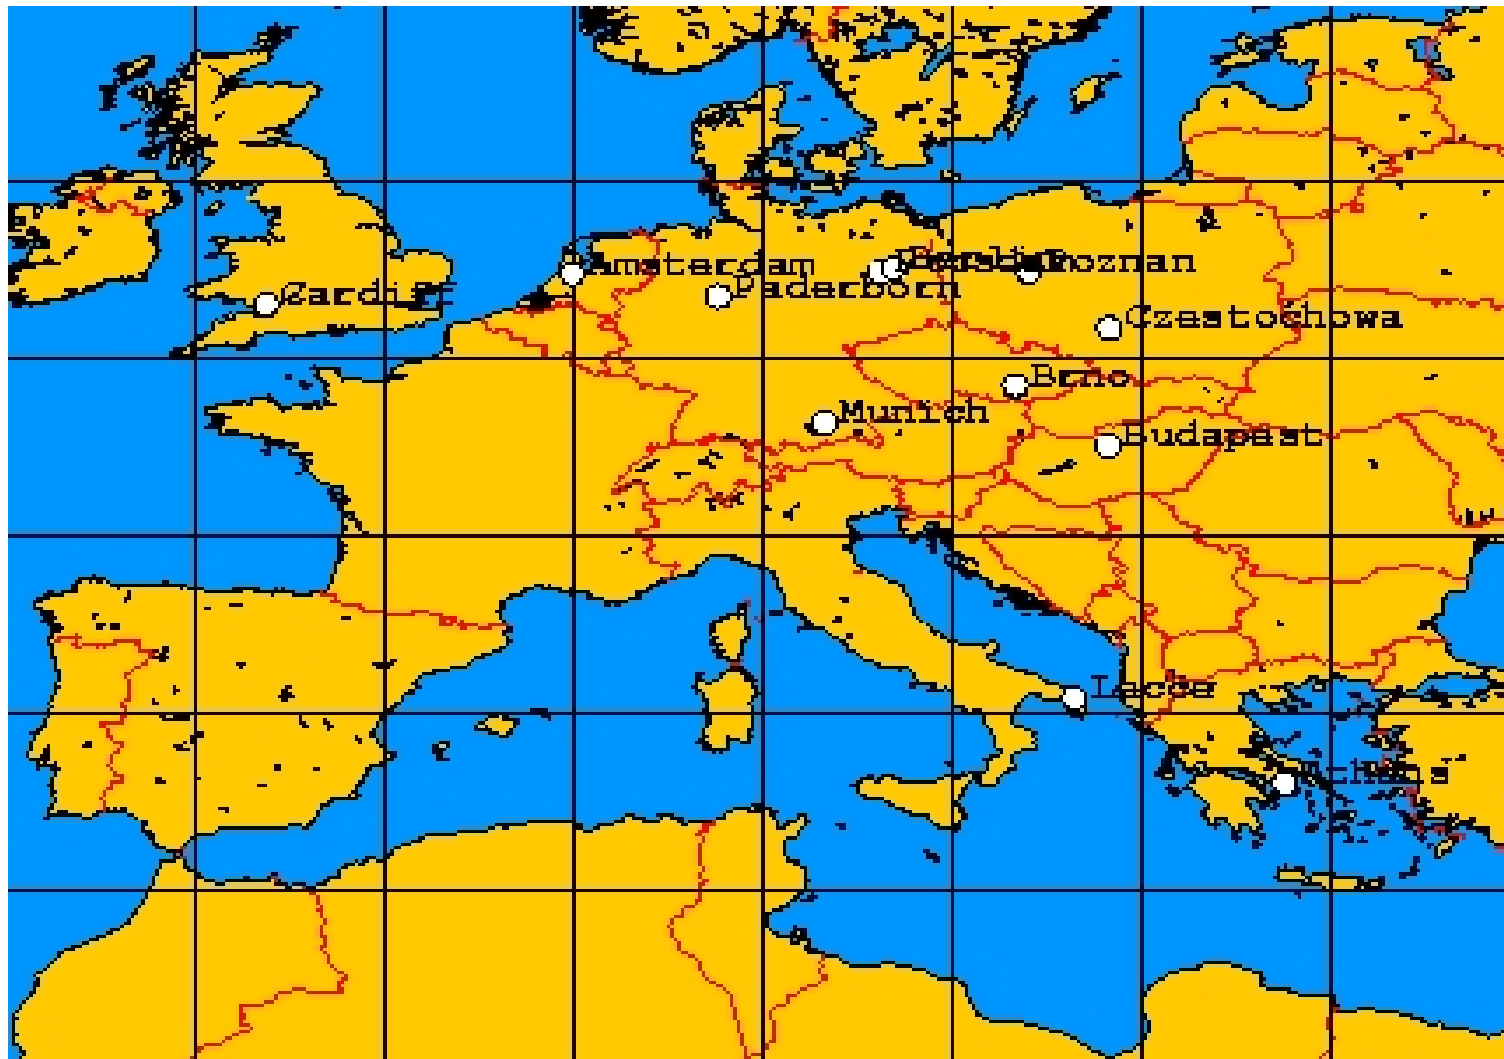 Amsterdam
Poznan
Paderborn
Cardiff
Czestochowa
Brno
Munich
Budapest
Lecce
Athens